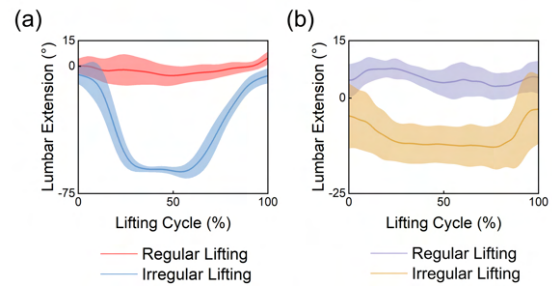 (a)
15
0
-75
Lumbar Extension (°)
0
50
100
Lifting Cycle (%)
Regular Lifting
Irregular Lifting
(b)
15
0
-25
Lumbar Extension (°)
0
50
100
Lifting Cycle (%)
Regular Lifting
Irregular Lifting